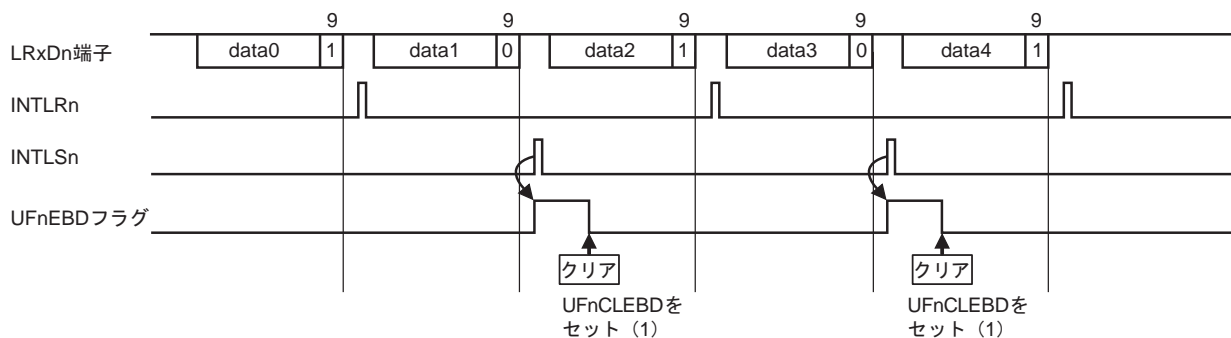 9 9 9 9 9
LRxDn端子 data0 1 data1 0 data2 1 data3 0 data4 1
INTLRn
INTLSn
UFnEBDフラグ
クリア クリア
UFnCLEBDを UFnCLEBDを
セット（1） セット（1）